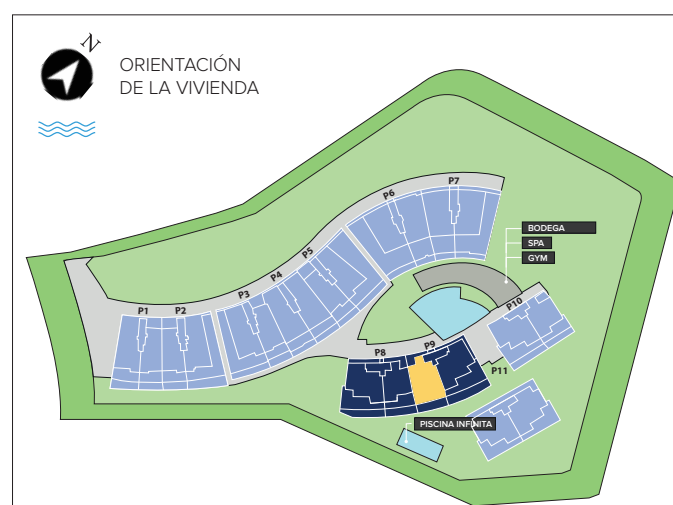 N
ORIENTACIÓN
DE LA VIVIENDA
P7
P6
BODEGA
SPA
GYM
P5
P4
P3
P10
P1 P2
P9
P8
P11
PISCINA INFINITA